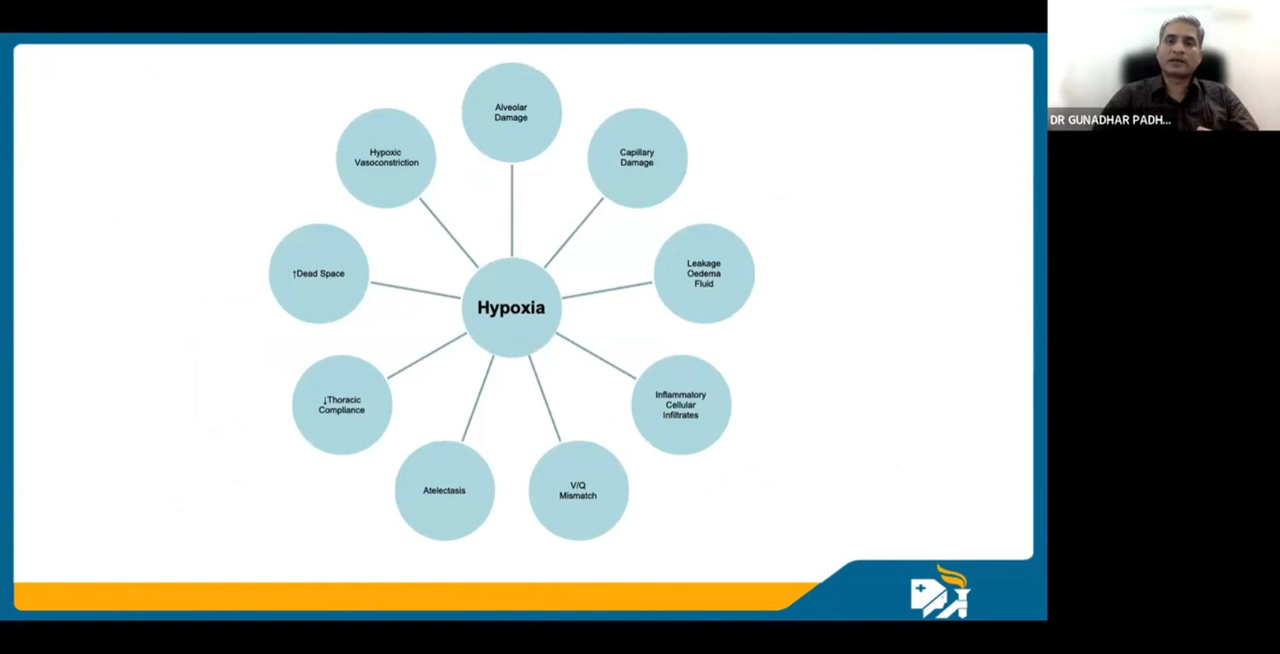 Alveolar
Damage
Hypoxic
Vasoconstriction
Capillary
Damage
DR GUNADHAR PADH...
↑Dead Space
Leakage
Oedema
Fluid
Hypoxia
↓Thoracic
Compliance
Inflammatory
Cellular
Infiltrates
Atelectasis
V/Q
Mismatch